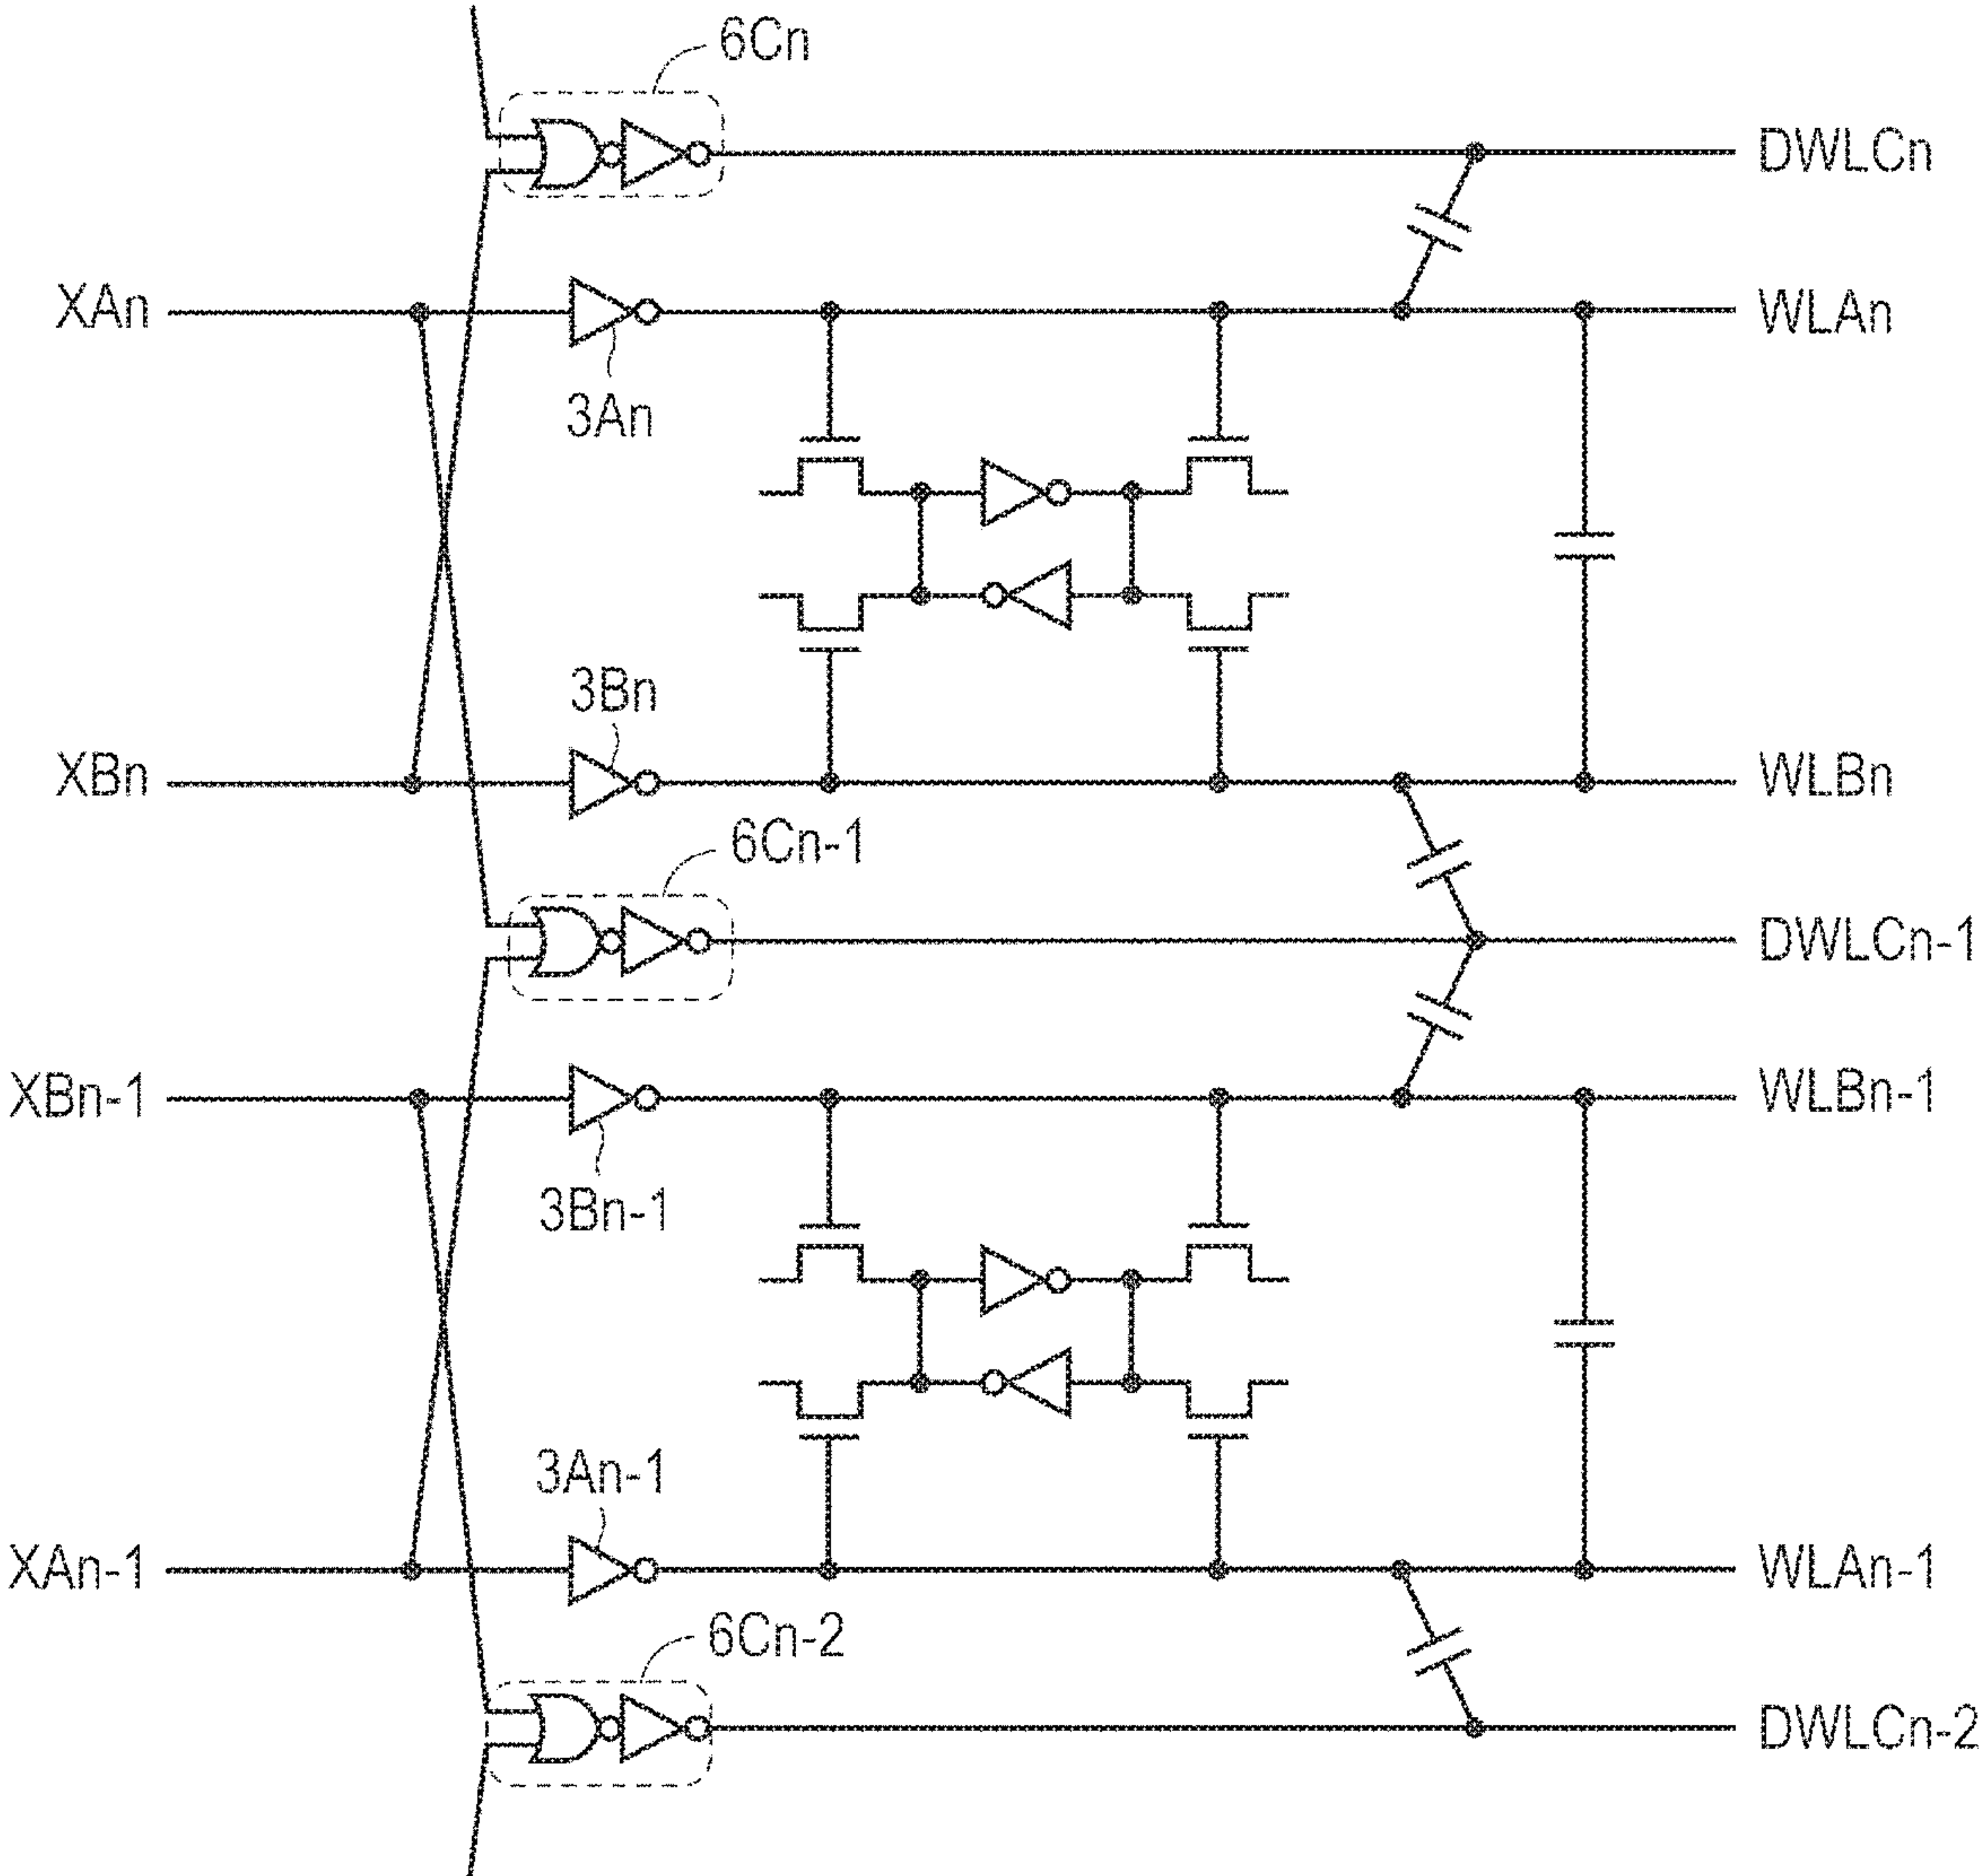 6Cn
DWLCn
XAn
WLAn
3An
3Bn
XBn
WLBn
6Cn-1
DWLCn-1
XBn-1
WLBn-1
3Bn-1
3An-1
XAn-1
WLAn-1
6Cn-2
DWLCn-2